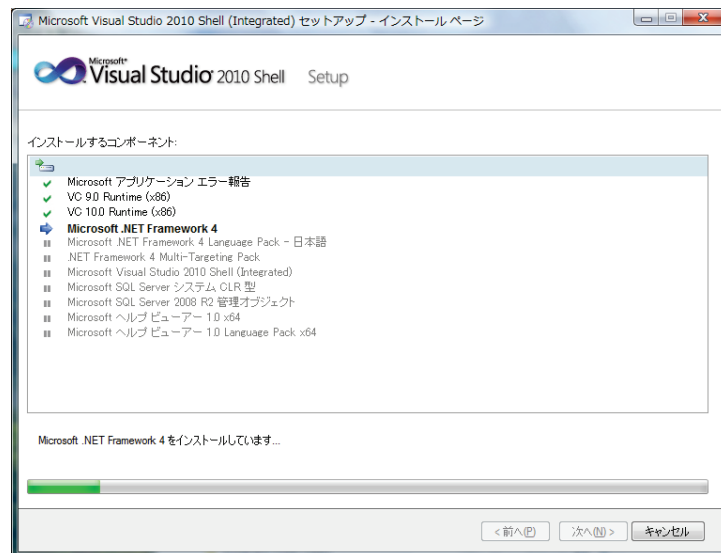 Microsoft Visual Studio 2010 Shell (Integrated) セットアップ - インストール ページ
Microsoft
Visual Studio 2010 Shell Setup
インストールするコンポーネント:
Microsoft アプリケーション エラー報告
VC 9.0 Runtime (x86)
VC 10.0 Runtime (x86)
Microsoft .NET Framework 4
Microsoft .NET Framework 4 Language Pack - 日本語
.NET Framework 4 Multi-Targeting Pack
Microsoft Visual Studio 2010 Shell (Integrated)
Microsoft SQL Server システム CLR 型
Microsoft SQL Server 2008 R2 管理オブジェクト
Microsoft ヘルプ ビューアー 1.0 x64
Microsoft ヘルプ ビューアー 1.0 Language Pack x64
Microsoft .NET Framework 4 をインストールしています...
< 前へ(P) 次へ(N) > キャンセル